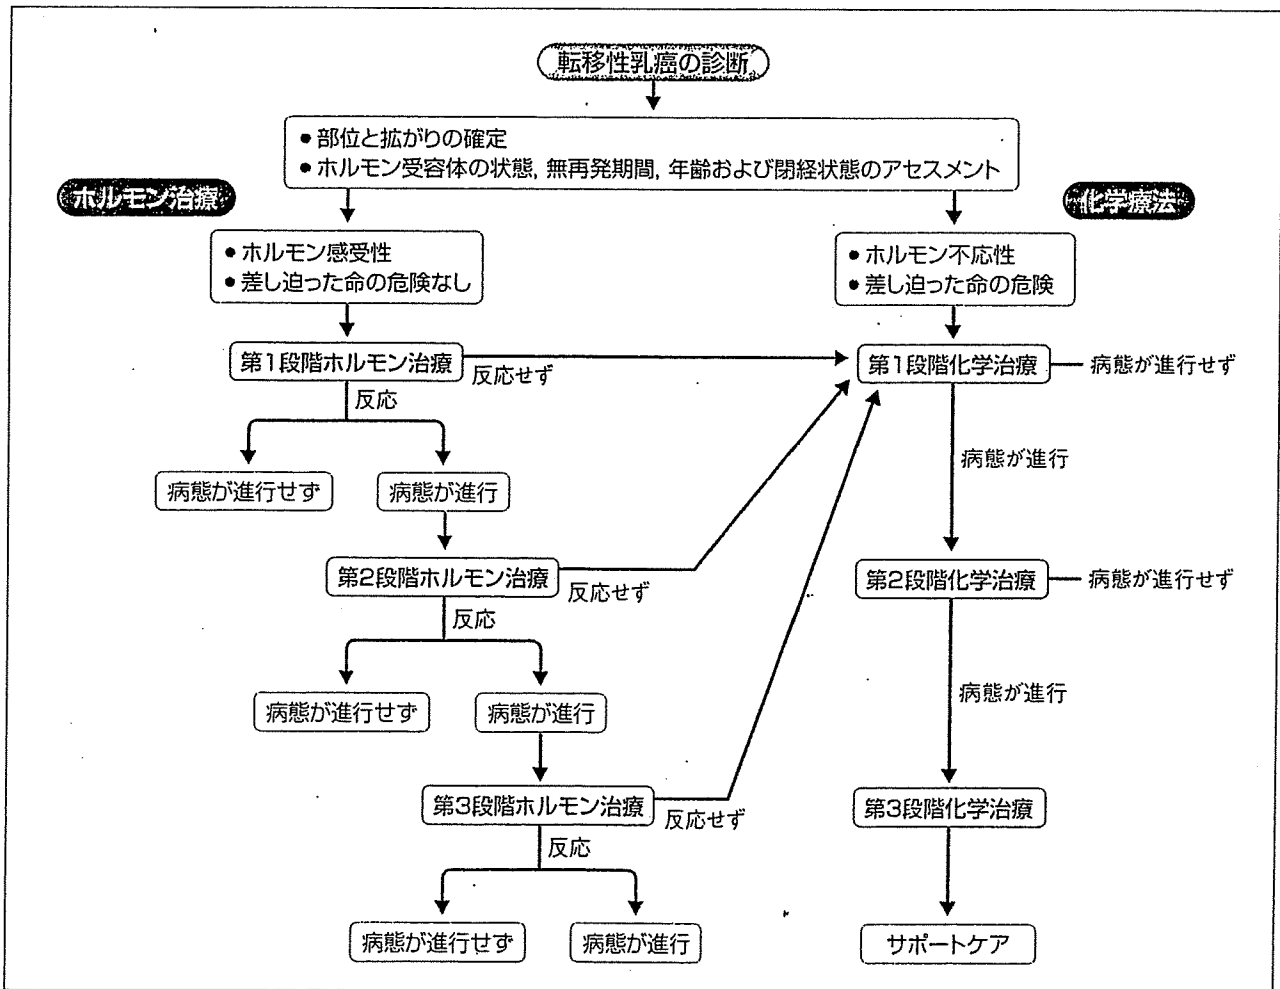 転移性乳癌の診断
● 部位と拡がりの確定
● ホルモン受容体の状態, 無再発期間, 年齢および閉経状態のアセスメント
ホルモン治療
化学療法
● ホルモン感受性
● 差し迫った命の危険なし
● ホルモン不応性
● 差し迫った命の危険
第1段階ホルモン治療
反応せず
第1段階化学治療
病態が進行せず
反応
病態が進行
病態が進行せず
病態が進行
第2段階ホルモン治療
反応せず
第2段階化学治療
病態が進行せず
反応
病態が進行
病態が進行せず
病態が進行
第3段階ホルモン治療
反応せず
第3段階化学治療
反応
病態が進行せず
病態が進行
サポートケア